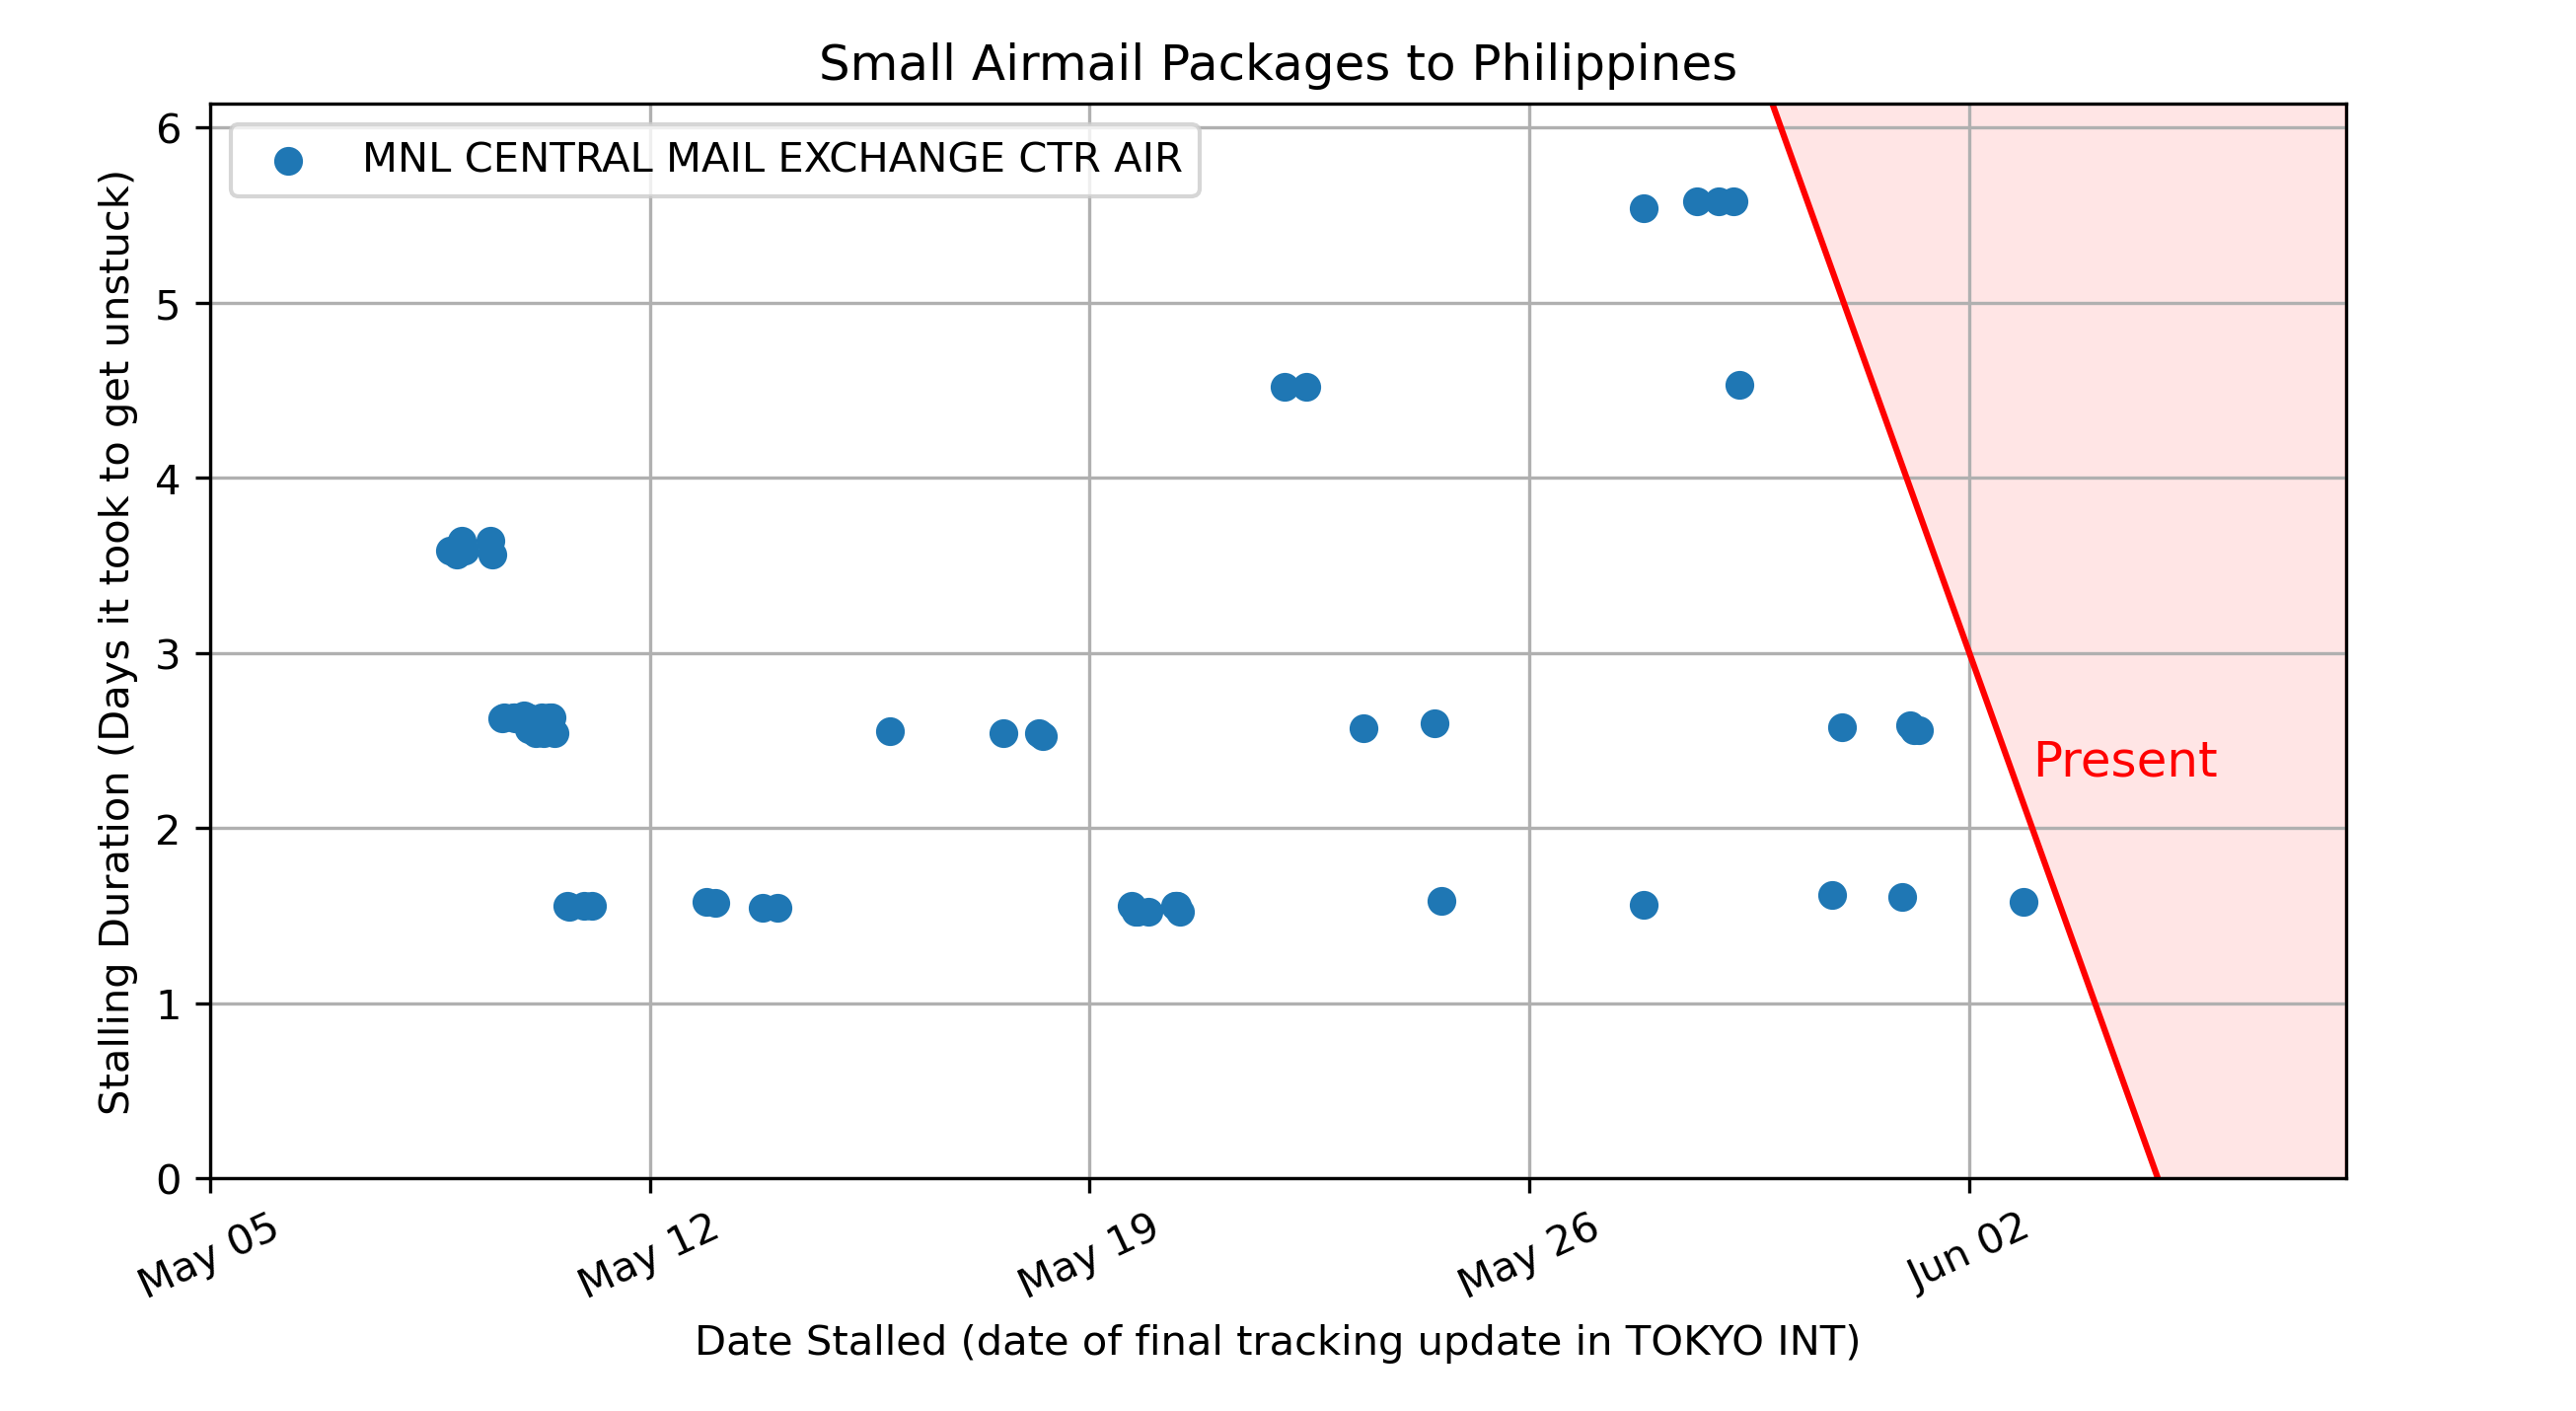 Small Airmail Packages to Philippines
MNL CENTRAL MAIL EXCHANGE CTR AIR
Stalling Duration (Days it took to get unstuck)
6
5
4
3
2
1
0
Present
May 05
May 12
May 19
May 26
Jun 02
Date Stalled (date of final tracking update in TOKYO INT)